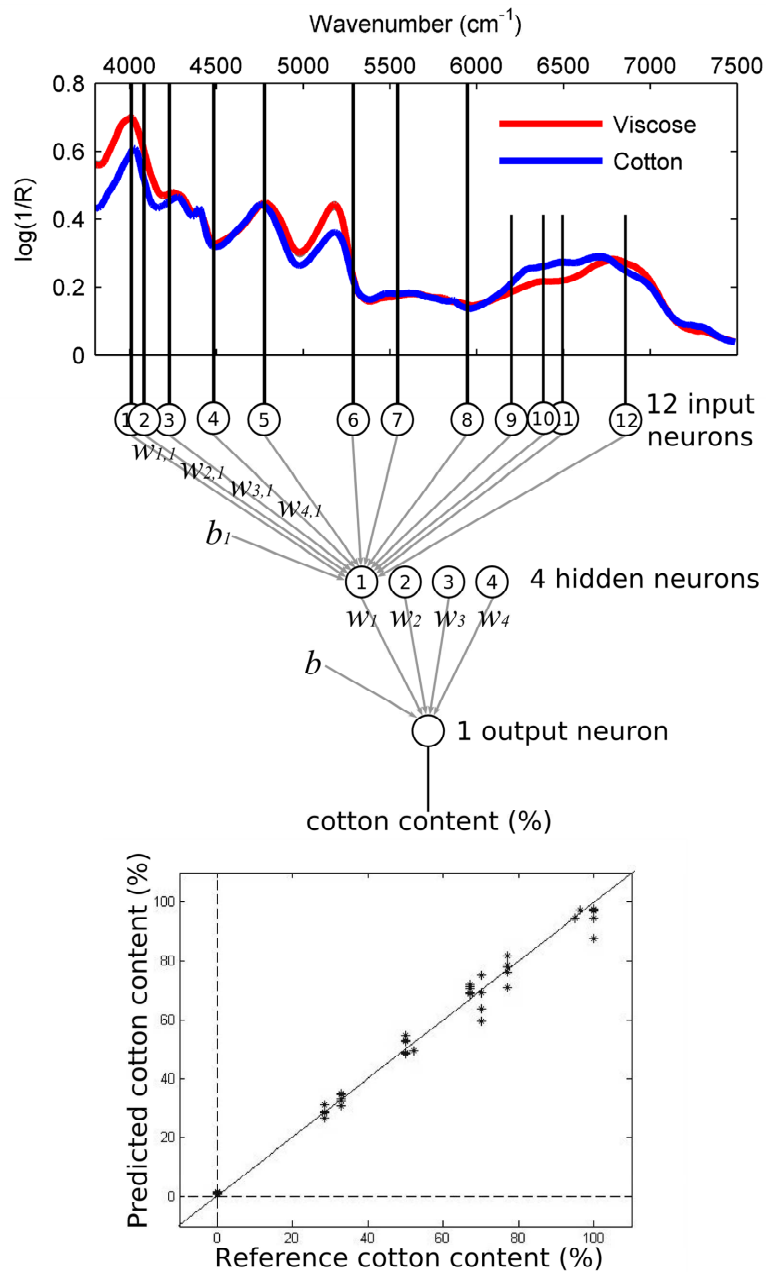 Wavenumber (cm⁻¹)
4000 4500 5000 5500 6000 6500 7000 7500
0.8
0.6
0.4
0.2
0
log(1/R)
Viscose
Cotton
1 2 3 4 5 6 7 8 9 10 11 12
12 input
neurons
w1,1
w2,1
w3,1
w4,1
b1
1 2 3 4
4 hidden neurons
w1 w2 w3 w4
b
1 output neuron
cotton content (%)
Predicted cotton content (%)
100
80
60
40
20
0
0 20 40 60 80 100
Reference cotton content (%)